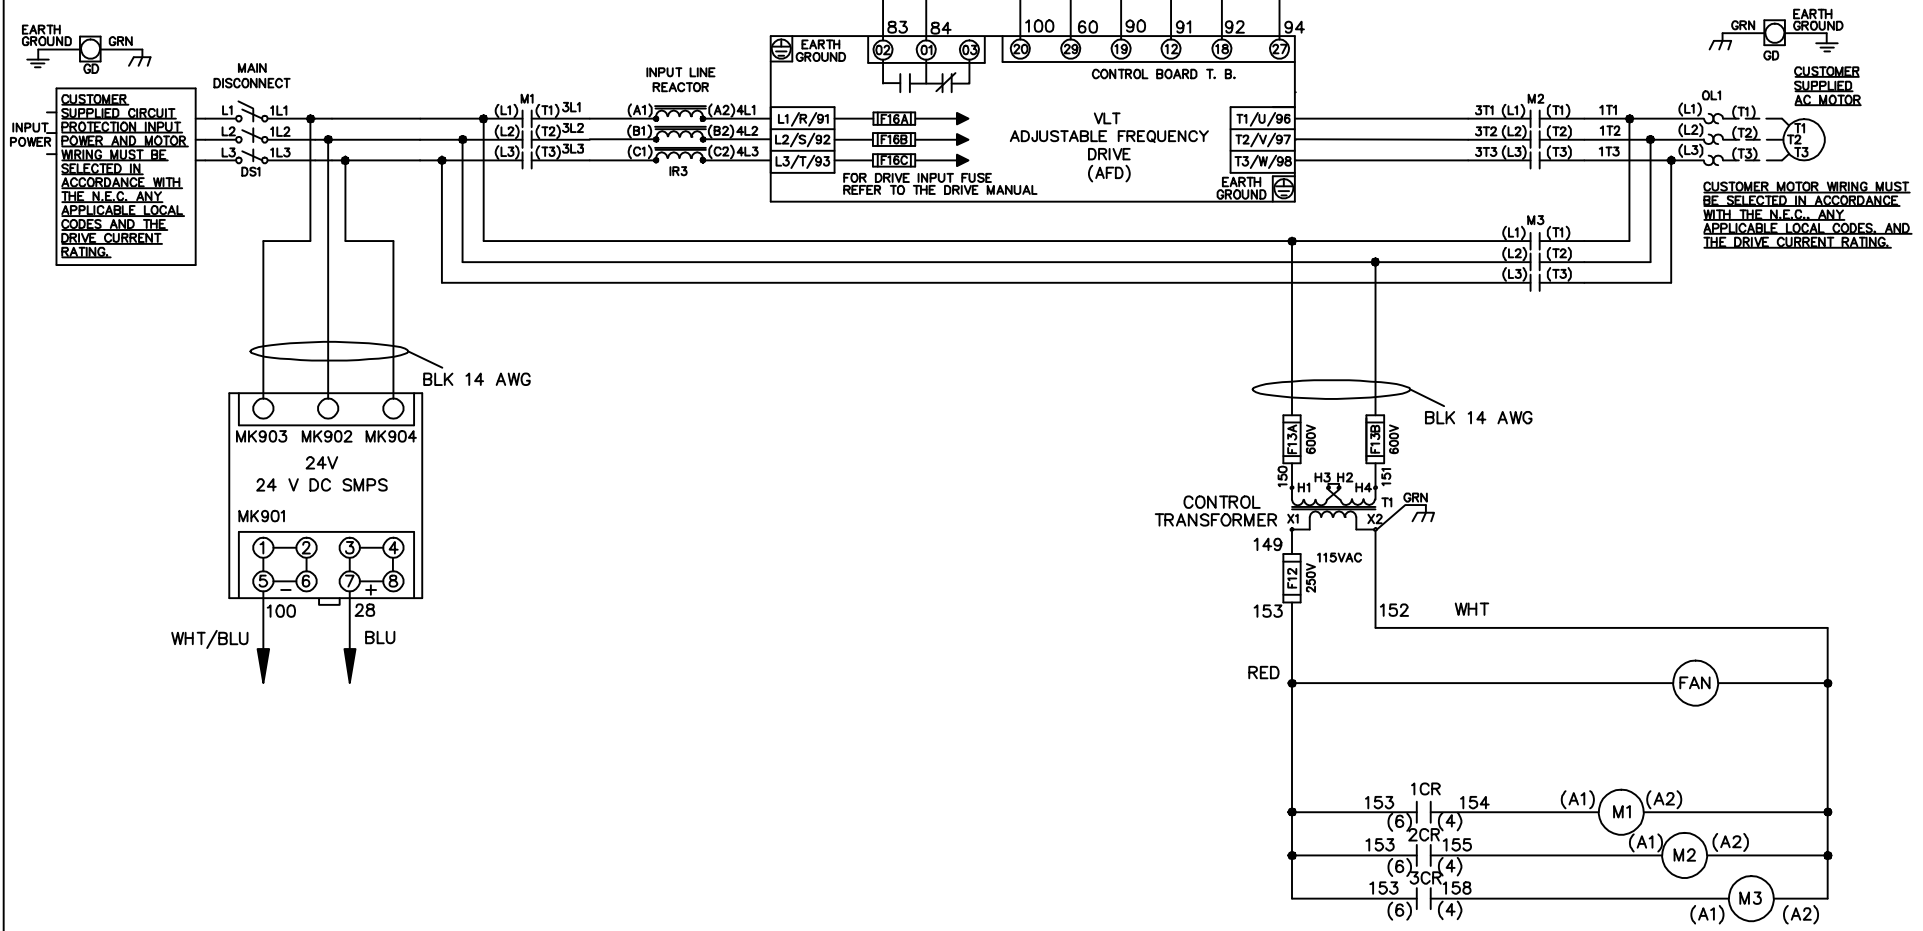 83 84 100 60 90 91 92 94
EARTH
GROUND
GRN
GD
MAIN
DISCONNECT
INPUT LINE
REACTOR
EARTH
GROUND
02 01 03 20 29 19 12 18 27
CONTROL BOARD T. B.
GRN
EARTH
GROUND
GD
CUSTOMER
SUPPLIED
AC MOTOR
INPUT
POWER
CUSTOMER
SUPPLIED CIRCUIT
PROTECTION INPUT
POWER AND MOTOR
WIRING MUST BE
SELECTED IN
ACCORDANCE WITH
THE N.E.C. ANY
APPLICABLE LOCAL
CODES AND THE
DRIVE CURRENT
RATING.
L1 1L1
L2 1L2
L3 1L3
DS1
M1
(L1) (T1) 3L1
(L2) (T2) 3L2
(L3) (T3) 3L3
(A1) (A2) 4L1
(B1) (B2) 4L2
(C1) (C2) 4L3
IR3
L1/R/91 F16A
L2/S/92 F16B
L3/T/93 F16C
FOR DRIVE INPUT FUSE
REFER TO THE DRIVE MANUAL
VLT
ADJUSTABLE FREQUENCY
DRIVE
(AFD)
T1/U/96
T2/V/97
T3/W/98
EARTH
GROUND
M2
3T1 (L1) (T1) 1T1
3T2 (L2) (T2) 1T2
3T3 (L3) (T3) 1T3
OL1
(L1) (T1)
(L2) (T2)
(L3) (T3)
T1
T2
T3
CUSTOMER MOTOR WIRING MUST
BE SELECTED IN ACCORDANCE
WITH THE N.E.C., ANY
APPLICABLE LOCAL CODES, AND
THE DRIVE CURRENT RATING.
M3
(L1) (T1)
(L2) (T2)
(L3) (T3)
BLK 14 AWG
MK903 MK902 MK904
24V
24 V DC SMPS
MK901
1 2 3 4
5 - 6 7 + 8
100 28
WHT/BLU BLU
BLK 14 AWG
F13A 600V F13B 600V
150 151
H1 H3 H2 H4
T1
GRN
CONTROL
TRANSFORMER
X1 X2
149
115VAC
F12 250V
153
152 WHT
RED
FAN
1CR
153 154 (A1) M1 (A2)
(6) (4)
2CR
153 155 (A1) M2 (A2)
(6) (4)
3CR
153 158 M3
(6) (4) (A1) (A2)